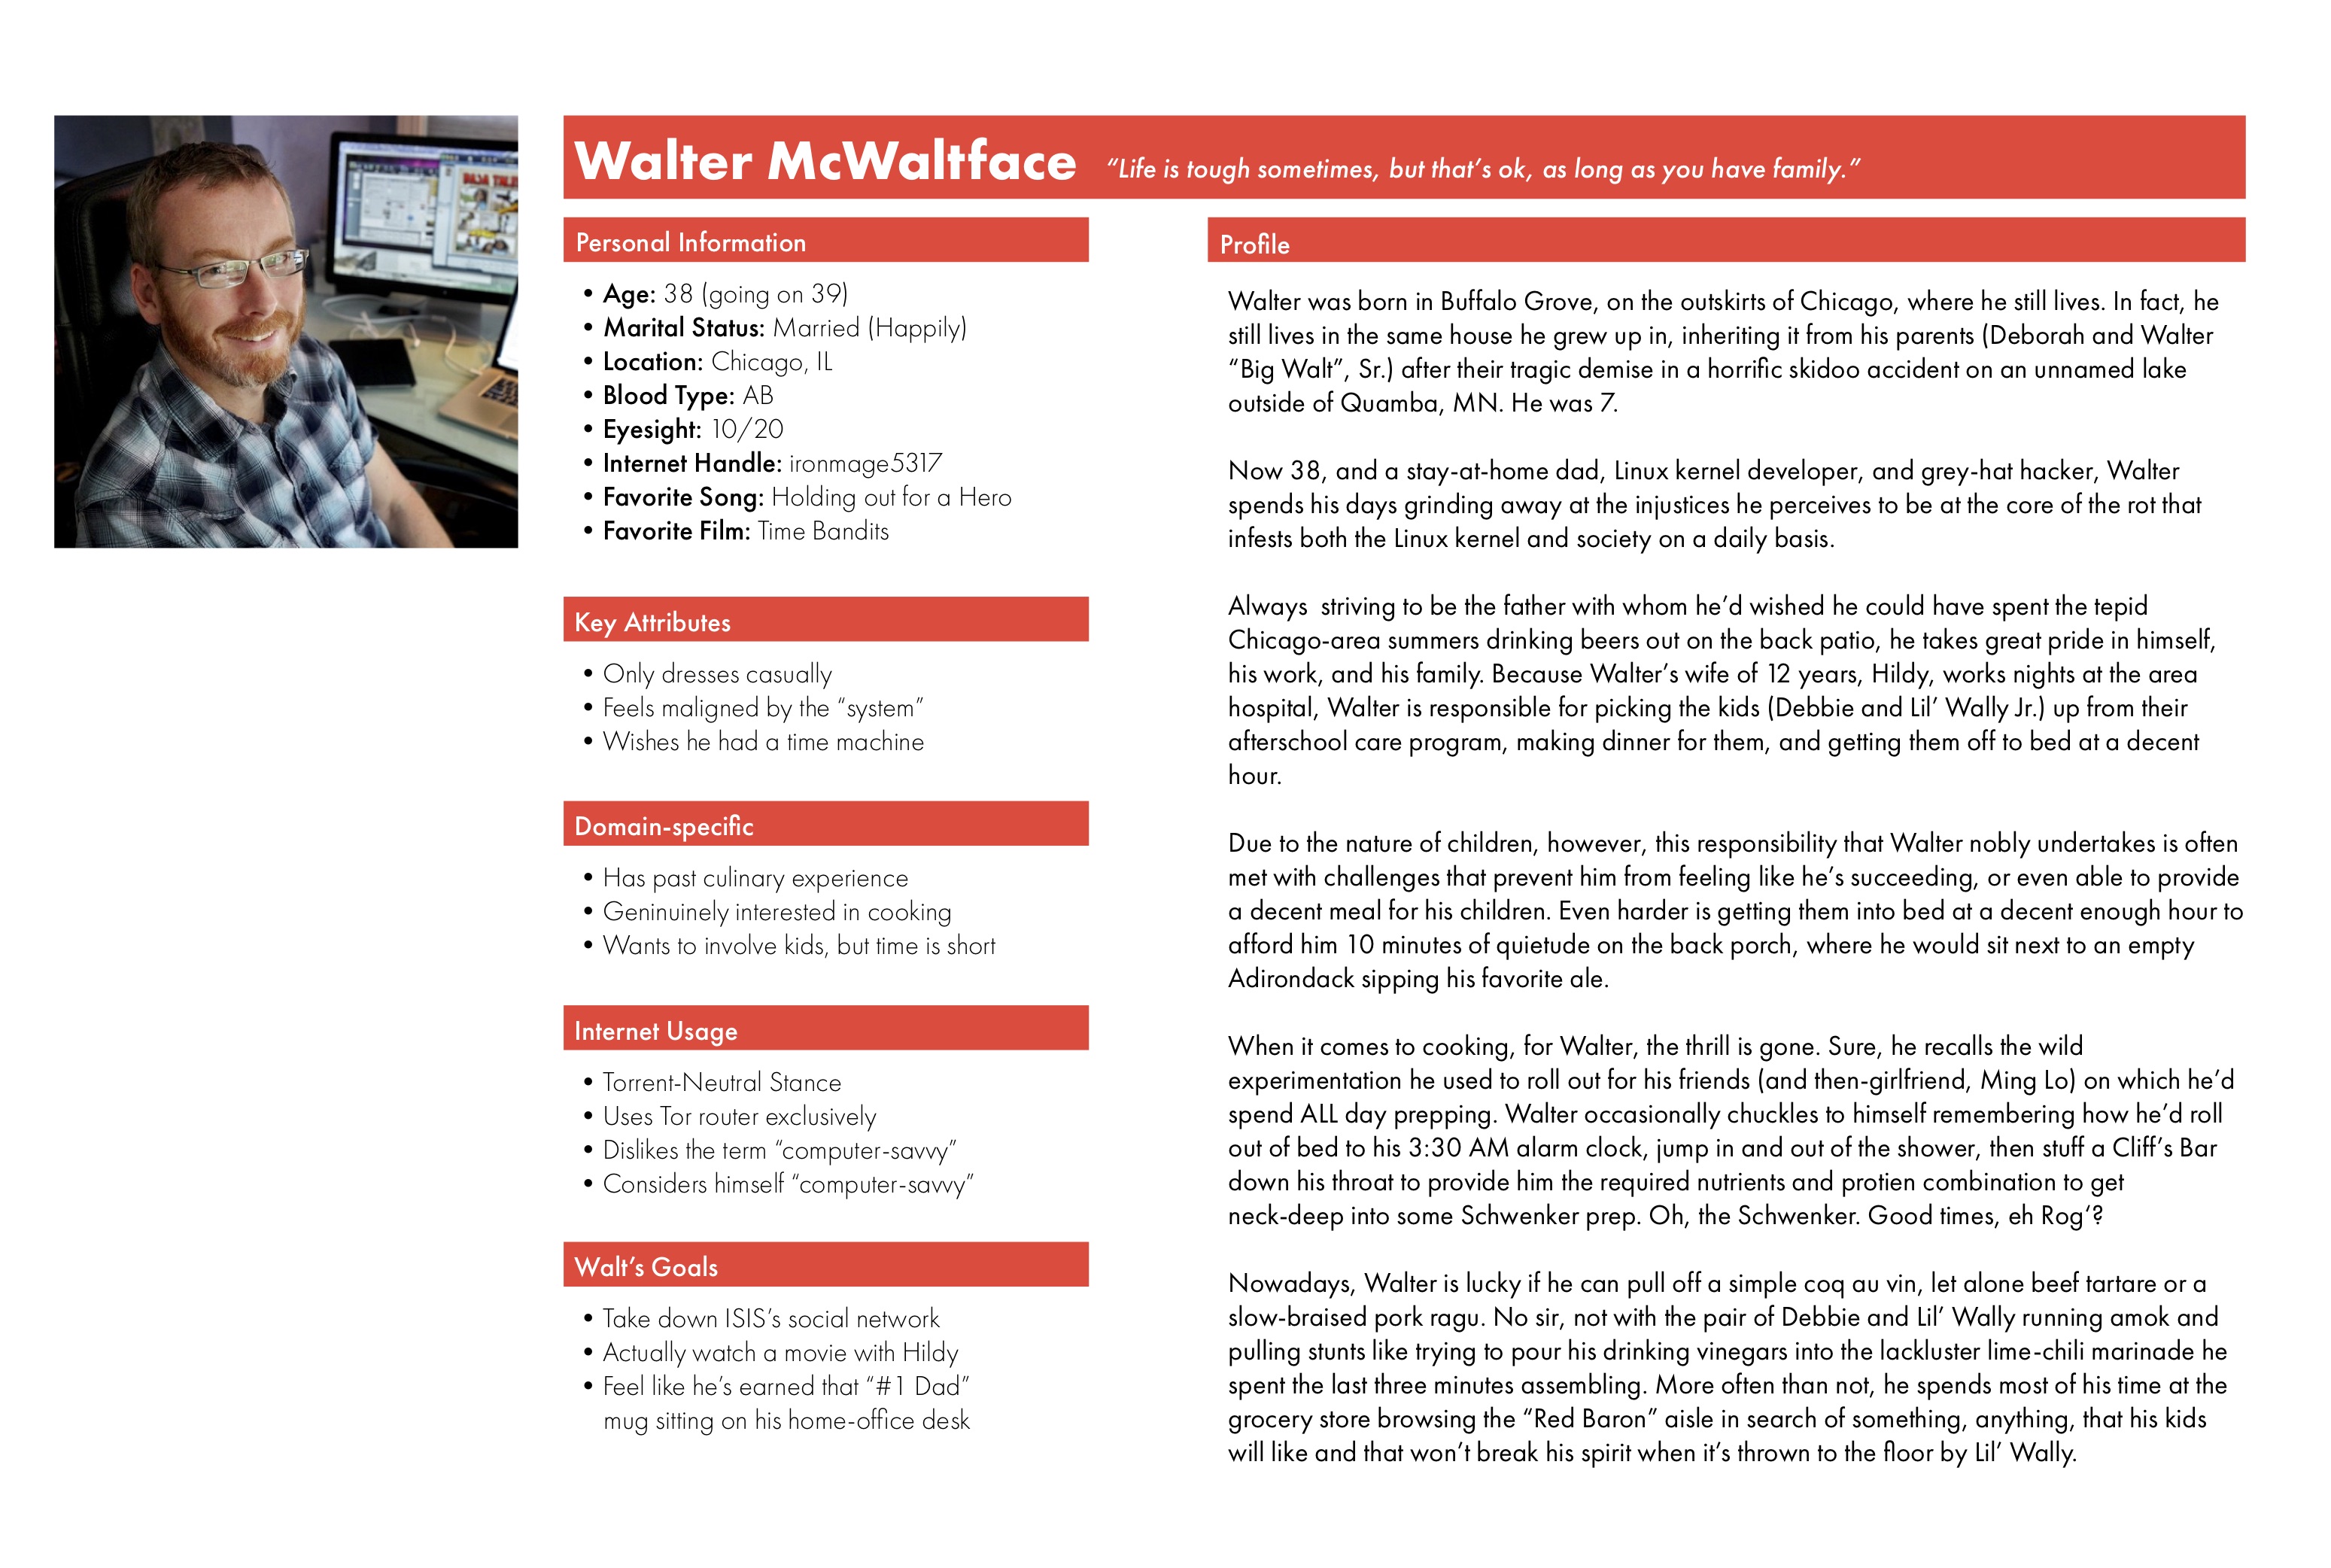 Walter McWaltface
“Life is tough sometimes, but that’s ok, as long as you have family.”
Personal Information
• Age: 38 (going on 39)
• Marital Status: Married (Happily)
• Location: Chicago, IL
• Blood Type: AB
• Eyesight: 10/20
• Internet Handle: ironmage5317
• Favorite Song: Holding out for a Hero
• Favorite Film: Time Bandits
Key Attributes
• Only dresses casually
• Feels maligned by the “system”
• Wishes he had a time machine
Domain-specific
• Has past culinary experience
• Geninuinely interested in cooking
• Wants to involve kids, but time is short
Internet Usage
• Torrent-Neutral Stance
• Uses Tor router exclusively
• Dislikes the term “computer-savvy”
• Considers himself “computer-savvy”
Walt’s Goals
• Take down ISIS’s social network
• Actually watch a movie with Hildy
• Feel like he’s earned that “#1 Dad”
mug sitting on his home-office desk
Profile
Walter was born in Buffalo Grove, on the outskirts of Chicago, where he still lives. In fact, he
still lives in the same house he grew up in, inheriting it from his parents (Deborah and Walter
“Big Walt”, Sr.) after their tragic demise in a horrific skidoo accident on an unnamed lake
outside of Quamba, MN. He was 7.
Now 38, and a stay-at-home dad, Linux kernel developer, and grey-hat hacker, Walter
spends his days grinding away at the injustices he perceives to be at the core of the rot that
infests both the Linux kernel and society on a daily basis.
Always  striving to be the father with whom he’d wished he could have spent the tepid
Chicago-area summers drinking beers out on the back patio, he takes great pride in himself,
his work, and his family. Because Walter’s wife of 12 years, Hildy, works nights at the area
hospital, Walter is responsible for picking the kids (Debbie and Lil’ Wally Jr.) up from their
afterschool care program, making dinner for them, and getting them off to bed at a decent
hour.
Due to the nature of children, however, this responsibility that Walter nobly undertakes is often
met with challenges that prevent him from feeling like he’s succeeding, or even able to provide
a decent meal for his children. Even harder is getting them into bed at a decent enough hour to
afford him 10 minutes of quietude on the back porch, where he would sit next to an empty
Adirondack sipping his favorite ale.
When it comes to cooking, for Walter, the thrill is gone. Sure, he recalls the wild
experimentation he used to roll out for his friends (and then-girlfriend, Ming Lo) on which he’d
spend ALL day prepping. Walter occasionally chuckles to himself remembering how he’d roll
out of bed to his 3:30 AM alarm clock, jump in and out of the shower, then stuff a Cliff’s Bar
down his throat to provide him the required nutrients and protien combination to get
neck-deep into some Schwenker prep. Oh, the Schwenker. Good times, eh Rog‘?
Nowadays, Walter is lucky if he can pull off a simple coq au vin, let alone beef tartare or a
slow-braised pork ragu. No sir, not with the pair of Debbie and Lil’ Wally running amok and
pulling stunts like trying to pour his drinking vinegars into the lackluster lime-chili marinade he
spent the last three minutes assembling. More often than not, he spends most of his time at the
grocery store browsing the “Red Baron” aisle in search of something, anything, that his kids
will like and that won’t break his spirit when it’s thrown to the floor by Lil’ Wally.